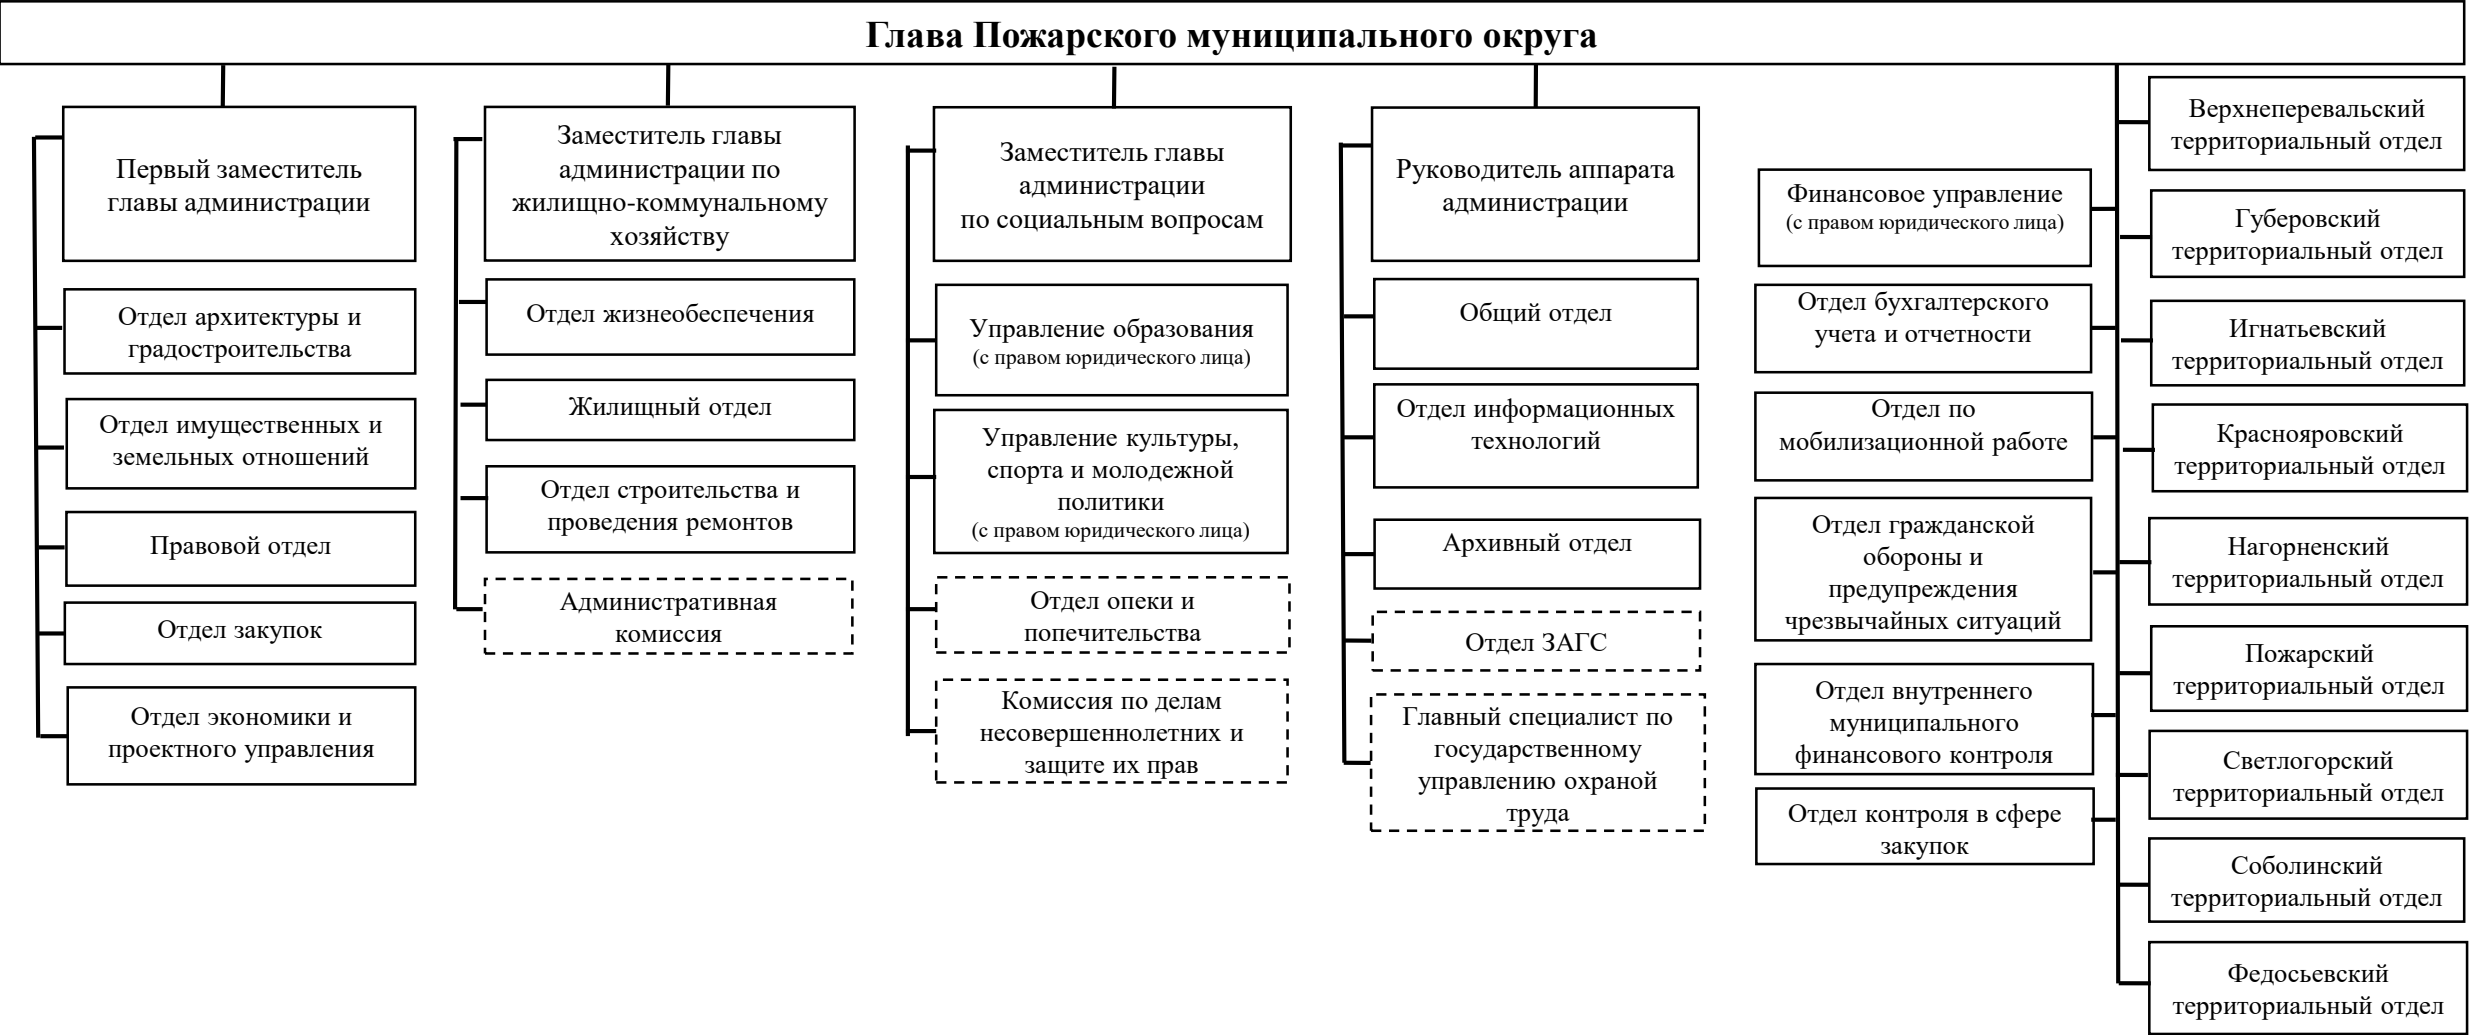 Глава Пожарского муниципального округа
Первый заместитель
главы администрации
Отдел архитектуры и
градостроительства
Отдел имущественных и
земельных отношений
Правовой отдел
Отдел закупок
Отдел экономики и
проектного управления
Заместитель главы
администрации по
жилищно-коммунальному
хозяйству
Отдел жизнеобеспечения
Жилищный отдел
Отдел строительства и
проведения ремонтов
Административная
комиссия
Заместитель главы
администрации
по социальным вопросам
Управление образования
(с правом юридического лица)
Управление культуры,
спорта и молодежной
политики
(с правом юридического лица)
Отдел опеки и
попечительства
Комиссия по делам
несовершеннолетних и
защите их прав
Руководитель аппарата
администрации
Общий отдел
Отдел информационных
технологий
Архивный отдел
Отдел ЗАГС
Главный специалист по
государственному
управлению охраной
труда
Финансовое управление
(с правом юридического лица)
Отдел бухгалтерского
учета и отчетности
Отдел по
мобилизационной работе
Отдел гражданской
обороны и
предупреждения
чрезвычайных ситуаций
Отдел внутреннего
муниципального
финансового контроля
Отдел контроля в сфере
закупок
Верхнеперевальский
территориальный отдел
Губеровский
территориальный отдел
Игнатьевский
территориальный отдел
Краснояровский
территориальный отдел
Нагорненский
территориальный отдел
Пожарский
территориальный отдел
Светлогорский
территориальный отдел
Соболинский
территориальный отдел
Федосьевский
территориальный отдел